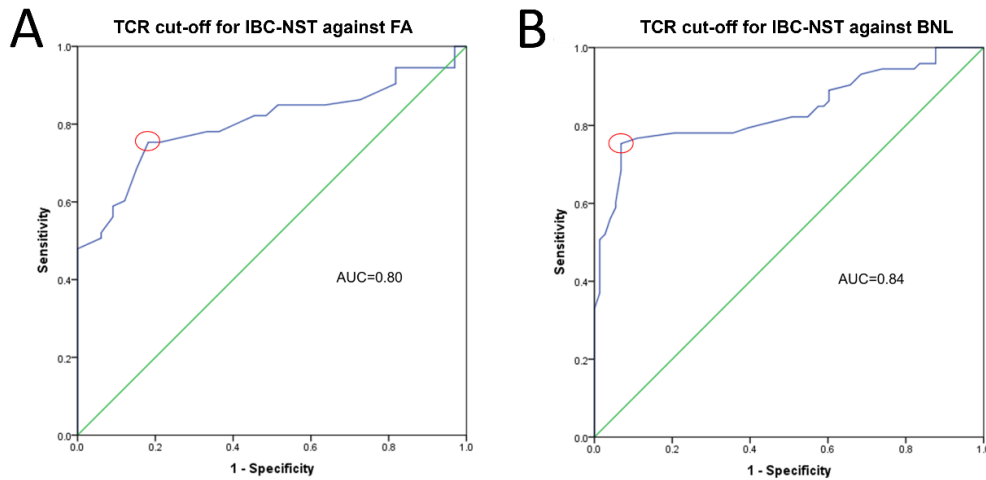 A
TCR cut-off for IBC-NST against FA
1.0
0.8
0.6
0.4
0.2
0.0
Sensitivity
AUC=0.80
0.0 0.2 0.4 0.6 0.8 1.0
1 - Specificity
B
TCR cut-off for IBC-NST against BNL
1.0
0.8
0.6
0.4
0.2
0.0
Sensitivity
AUC=0.84
0.0 0.2 0.4 0.6 0.8
1 - Specificity